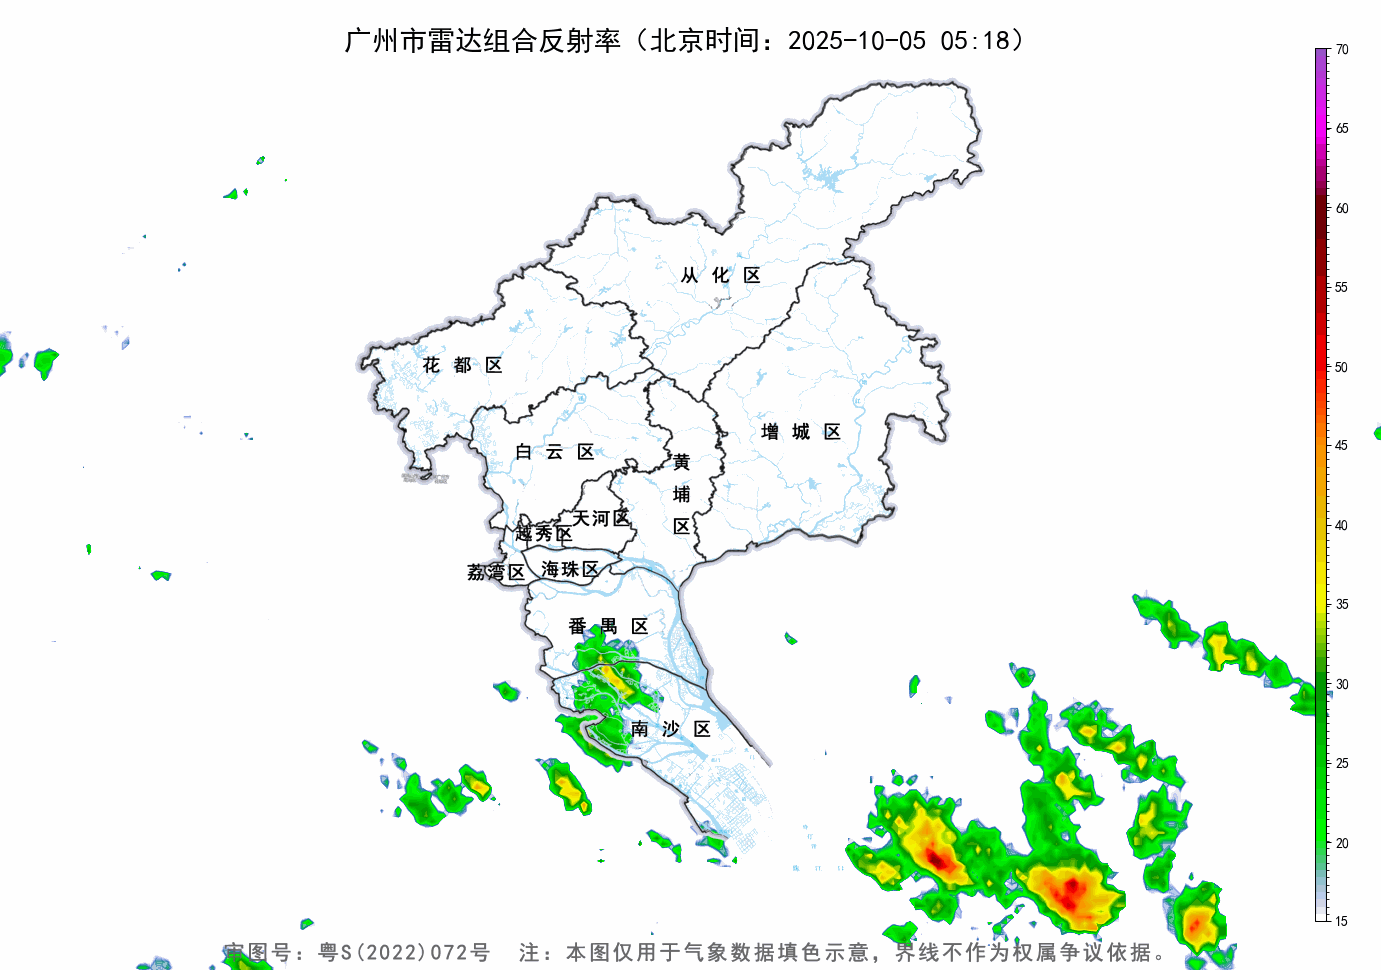 广州市雷达组合反射率（北京时间：2025-10-05 05:18）
70
65
60
55
50
45
40
35
30
25
20
15
从化区
花都区
增城区
白云区
黄埔区
天河区
越秀区
海珠区
荔湾区
番禺区
南沙区
审图号：粤S(2022)072号 注：本图仅用于气象数据填色示意，界线不作为权属争议依据。